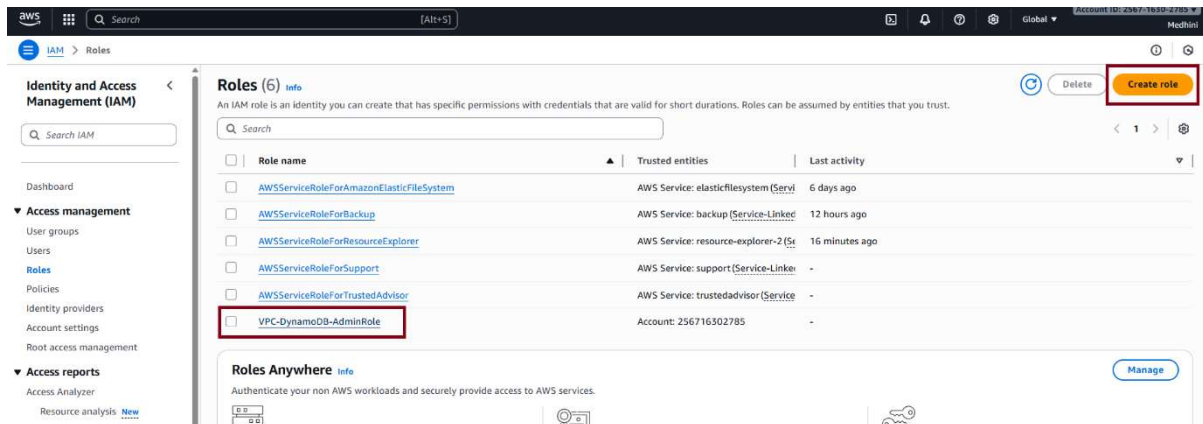 aws
Search [Alt+S]
Global
Account ID: 2567-1630-2785
Medhini
IAM > Roles
Identity and Access Management (IAM)
Search IAM
Dashboard
Access management
User groups
Users
Roles
Policies
Identity providers
Account settings
Root access management
Access reports
Access Analyzer
Resource analysis New
Roles (6) Info
Delete
Create role
An IAM role is an identity you can create that has specific permissions with credentials that are valid for short durations. Roles can be assumed by entities that you trust.
Search
1
Role name Trusted entities Last activity
AWSServiceRoleForAmazonElasticFileSystem AWS Service: elasticfilesystem (Servi 6 days ago
AWSServiceRoleForBackup AWS Service: backup (Service-Linked 12 hours ago
AWSServiceRoleForResourceExplorer AWS Service: resource-explorer-2 (Se 16 minutes ago
AWSServiceRoleForSupport AWS Service: support (Service-Linke -
AWSServiceRoleForTrustedAdvisor AWS Service: trustedadvisor (Service -
VPC-DynamoDB-AdminRole Account: 256716302785 -
Roles Anywhere Info
Manage
Authenticate your non AWS workloads and securely provide access to AWS services.